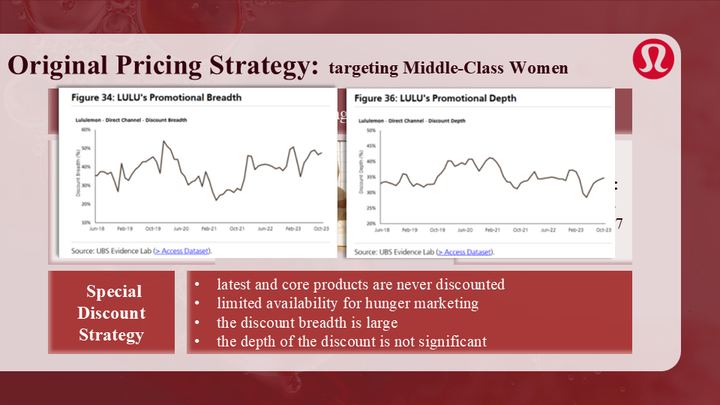 Original Pricing Strategy: targeting Middle-Class Women
Figure 34: LULU's Promotional Breadth
Lululemon - Direct Channel - Discount Breadth
Discount Breadth (%)
60%
50%
40%
30%
20%
10%
Jun-18 Feb-19 Oct-19 Jun-20 Feb-21 Oct-21 Jun-22 Feb-23 Oct-23
Source: UBS Evidence Lab (> Access Dataset).
Figure 36: LULU's Promotional Depth
Lululemon - Direct Channel - Discount Depth
Discount Depth (%)
50%
45%
40%
35%
30%
25%
20%
Jun-18 Feb-19 Oct-19 Jun-20 Feb-21 Oct-21 Jun-22 Feb-23 Oct-23
Source: UBS Evidence Lab (> Access Dataset).
:
7
Special
Discount
Strategy
• latest and core products are never discounted
• limited availability for hunger marketing
• the discount breadth is large
• the depth of the discount is not significant